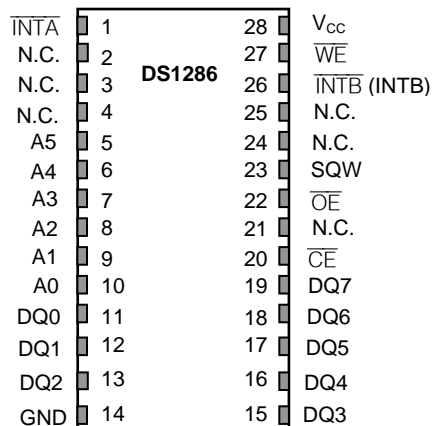 INTA 1 28 VCC
N.C. 2 27 WE
N.C. 3 DS1286 26 INTB (INTB)
N.C. 4 25 N.C.
A5 5 24 N.C.
A4 6 23 SQW
A3 7 22 OE
A2 8 21 N.C.
A1 9 20 CE
A0 10 19 DQ7
DQ0 11 18 DQ6
DQ1 12 17 DQ5
DQ2 13 16 DQ4
GND 14 15 DQ3